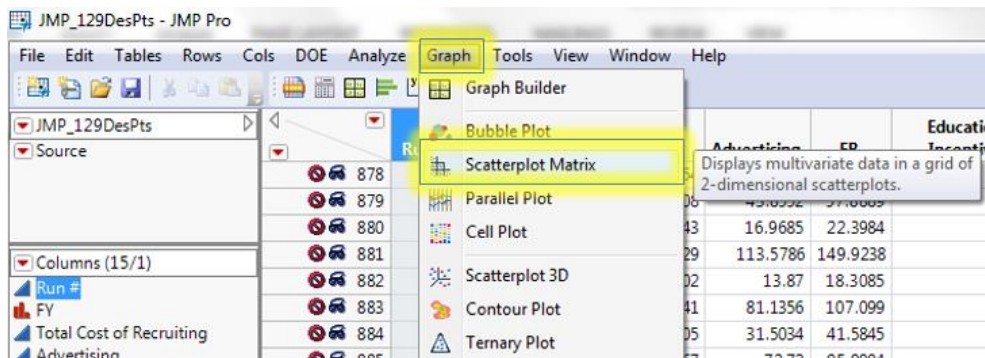 JMP_129DesPts - JMP Pro
File Edit Tables Rows Cols DOE Analyze Graph Tools View Window Help
JMP_129DesPts
Source
Graph Builder
Bubble Plot
Scatterplot Matrix
Parallel Plot
Cell Plot
Scatterplot 3D
Contour Plot
Ternary Plot
Displays multivariate data in a grid of
2-dimensional scatterplots.
Columns (15/1)
Run #
FY
Total Cost of Recruiting
Advertising
Advertising EB
878
879
880 16.9685 22.3984
881 113.5786 149.9238
882 13.87 18.3085
883 81.1356 107.099
884 31.5034 41.5845